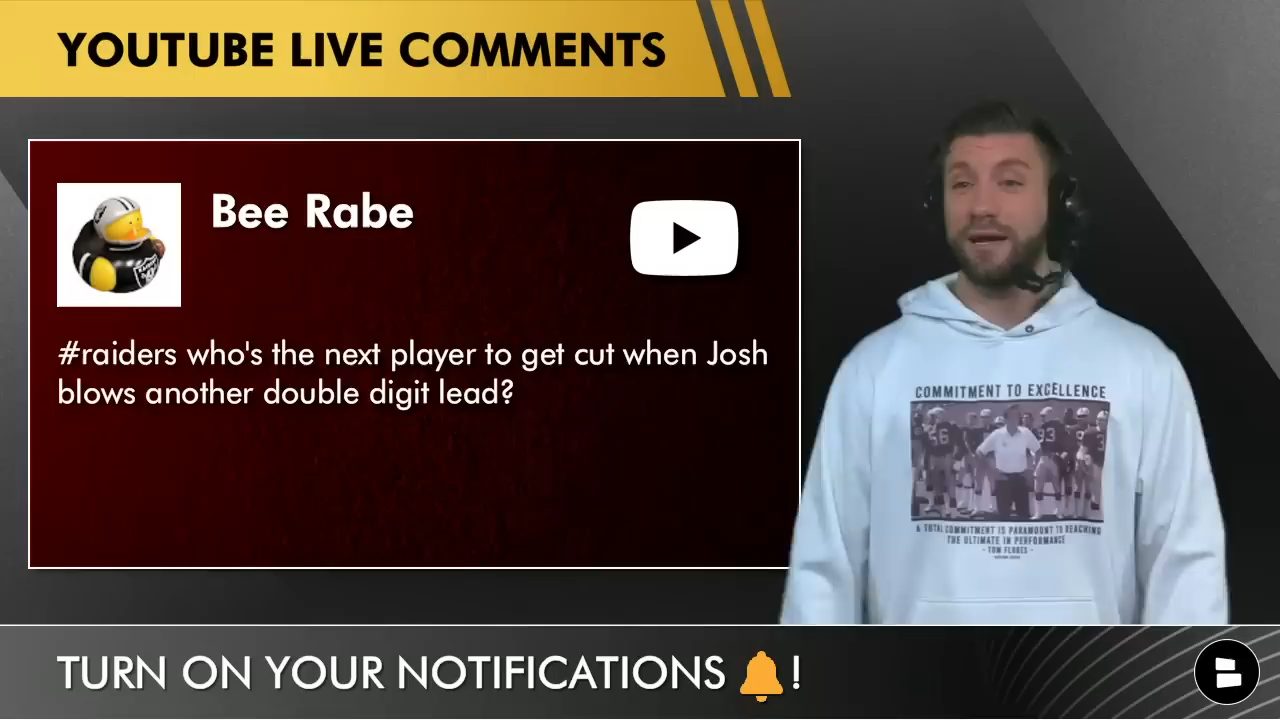 YOUTUBE LIVE COMMENTS
Bee Rabe
#raiders who's the next player to get cut when Josh
blows another double digit lead?
COMMITMENT TO EXCELLENCE
56
93
A TOTAL COMMITMENT IS PARAMOUNT TO REACHING
THE ULTIMATE IN PERFORMANCE
- TOM FLORES -
TURN ON YOUR NOTIFICATIONS 🔔!